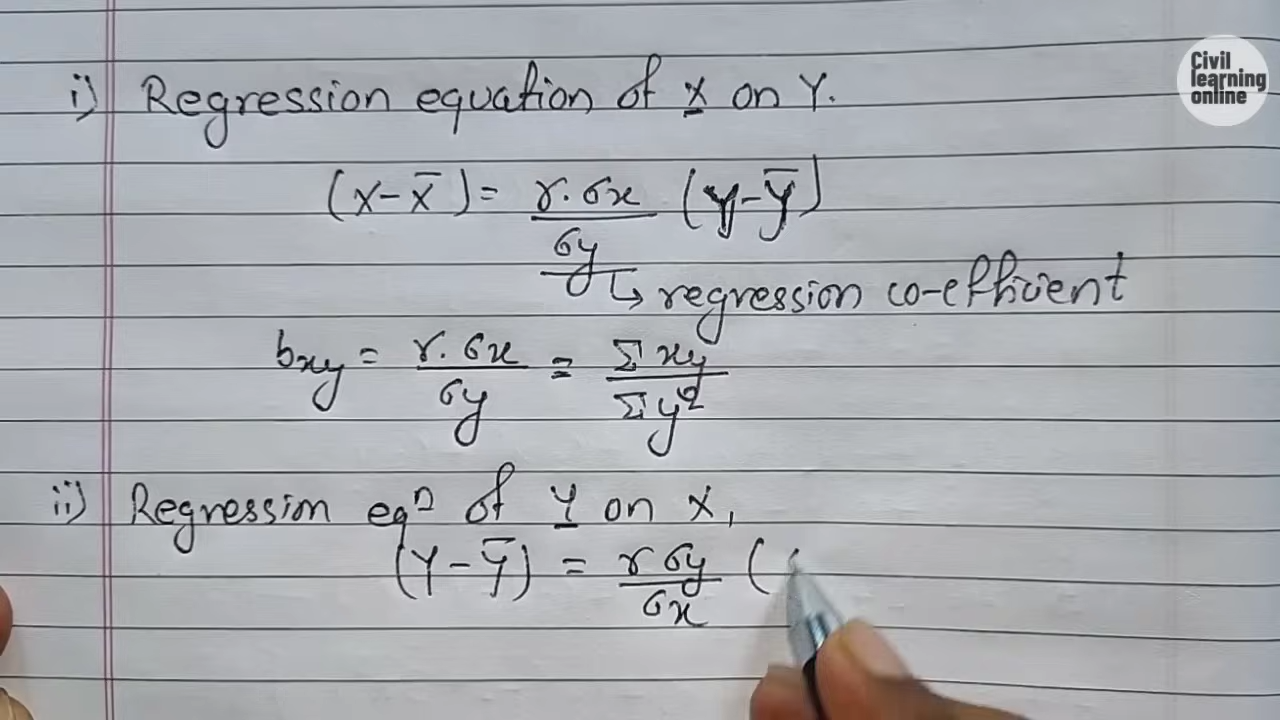 i) Regression equation of X on Y.
(X-X̄) = r.σx/σy (Y-Ȳ)
↳ regression co-efficient
bxy = r.σx/σy = Σxy/Σy²
ii) Regression eqⁿ of Y on X,
(Y-Ȳ) = rσy/σx (
Civil
learning
online